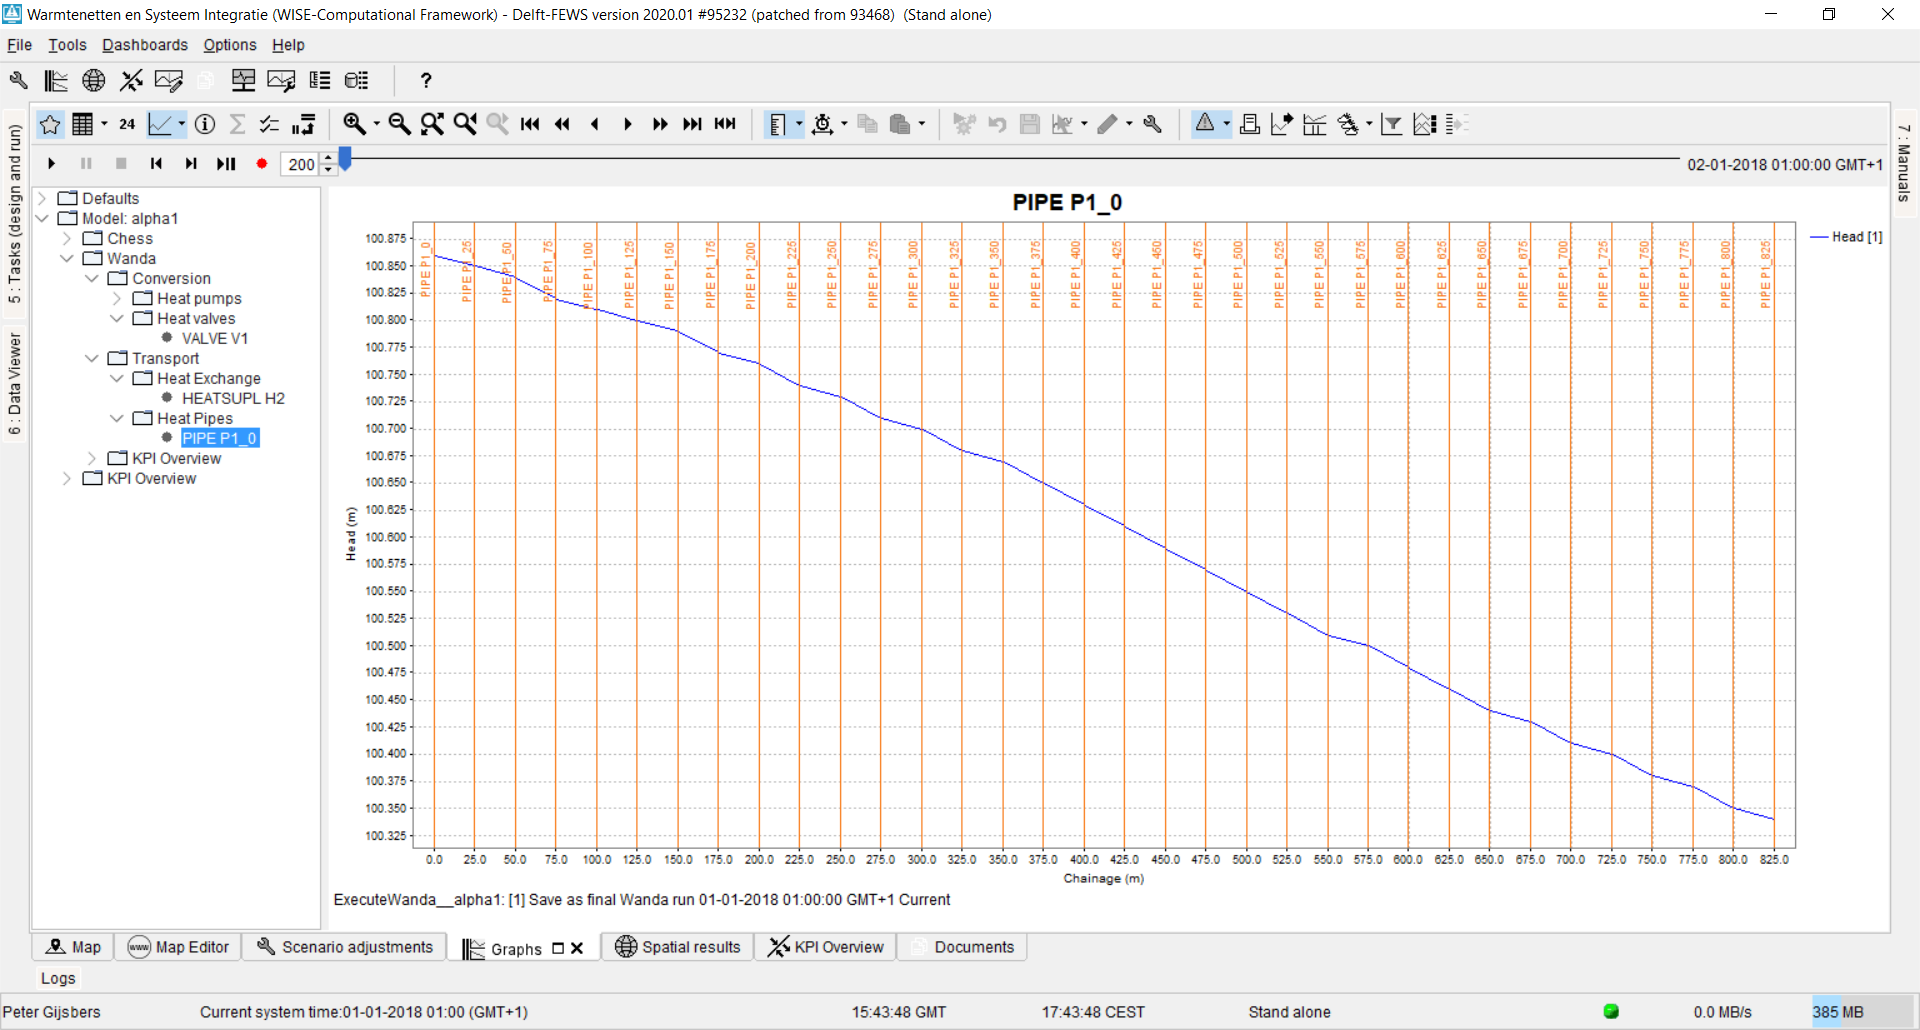 Warmtenetten en Systeem Integratie (WISE-Computational Framework) - Delft-FEWS version 2020.01 #95232 (patched from 93468)  (Stand alone)
File Tools Dashboards Options Help
?
24
200
02-01-2018 01:00:00 GMT+1
5 : Tasks (design and run)
6 : Data Viewer
7 : Manuals
Defaults
Model: alpha1
Chess
Wanda
Conversion
Heat pumps
Heat valves
VALVE V1
Transport
Heat Exchange
HEATSUPL H2
Heat Pipes
PIPE P1_0
KPI Overview
KPI Overview
PIPE P1_0
Head [1]
100.875
100.850
100.825
100.800
100.775
100.750
100.725
100.700
100.675
100.650
100.625
100.600
100.575
100.550
100.525
100.500
100.475
100.450
100.425
100.400
100.375
100.350
100.325
Head (m)
PIPE P1_0
PIPE P1_25
PIPE P1_50
PIPE P1_75
PIPE P1_100
PIPE P1_125
PIPE P1_150
PIPE P1_175
PIPE P1_200
PIPE P1_225
PIPE P1_250
PIPE P1_275
PIPE P1_300
PIPE P1_325
PIPE P1_350
PIPE P1_375
PIPE P1_400
PIPE P1_425
PIPE P1_450
PIPE P1_475
PIPE P1_500
PIPE P1_525
PIPE P1_550
PIPE P1_575
PIPE P1_600
PIPE P1_625
PIPE P1_650
PIPE P1_675
PIPE P1_700
PIPE P1_725
PIPE P1_750
PIPE P1_775
PIPE P1_800
PIPE P1_825
0.0 25.0 50.0 75.0 100.0 125.0 150.0 175.0 200.0 225.0 250.0 275.0 300.0 325.0 350.0 375.0 400.0 425.0 450.0 475.0 500.0 525.0 550.0 575.0 600.0 625.0 650.0 675.0 700.0 725.0 750.0 775.0 800.0 825.0
Chainage (m)
ExecuteWanda__alpha1: [1] Save as final Wanda run 01-01-2018 01:00:00 GMT+1 Current
Map
www Map Editor
Scenario adjustments
Graphs
Spatial results
KPI Overview
Documents
Logs
Peter Gijsbers
Current system time:01-01-2018 01:00 (GMT+1)
15:43:48 GMT
17:43:48 CEST
Stand alone
0.0 MB/s
385 MB